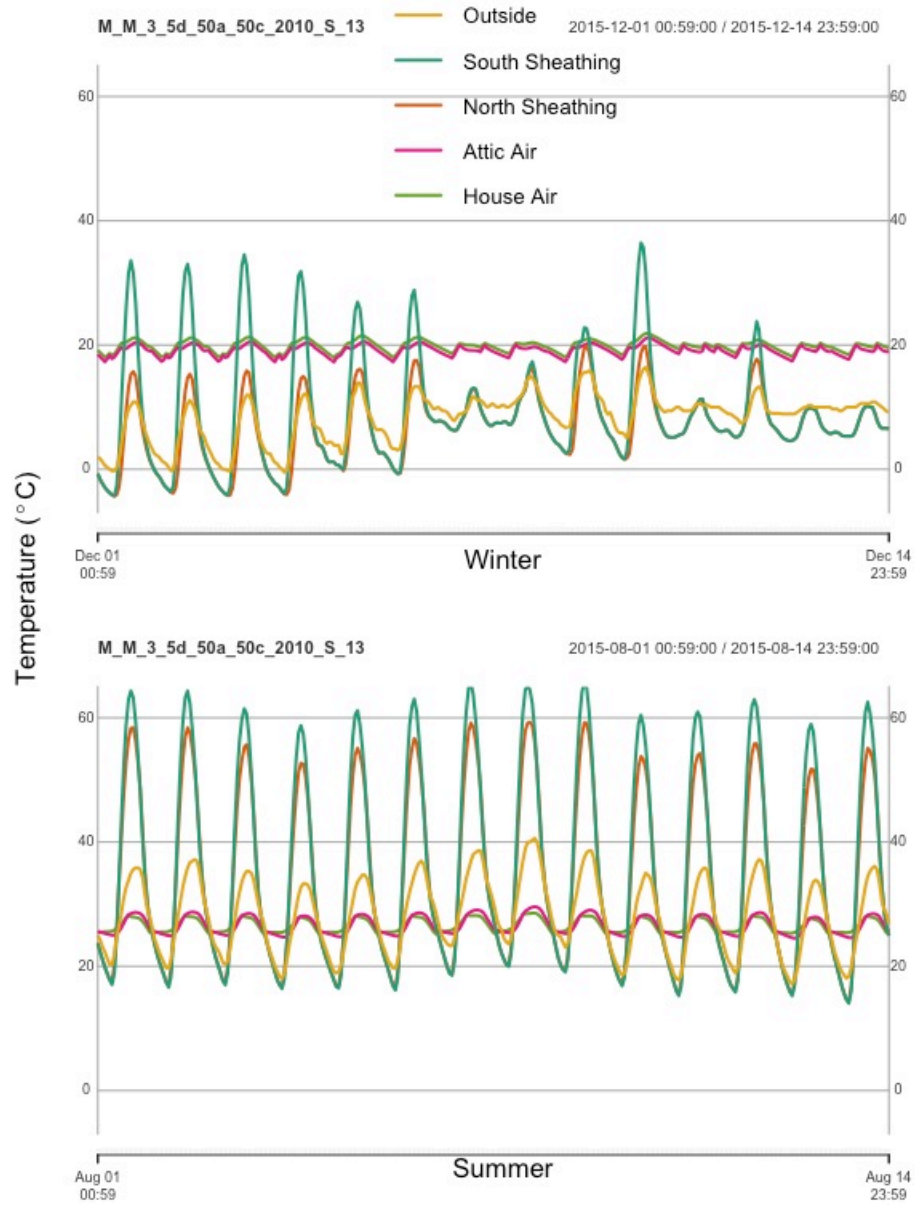 M_M_3_5d_50a_50c_2010_S_13
2015-12-01 00:59:00 / 2015-12-14 23:59:00
Outside
South Sheathing
North Sheathing
Attic Air
House Air
60 60
40 40
20 20
0 0
Dec 01
00:59
Winter
Dec 14
23:59
Temperature (°C)
M_M_3_5d_50a_50c_2010_S_13
2015-08-01 00:59:00 / 2015-08-14 23:59:00
60 60
40 40
20 20
0 0
Aug 01
00:59
Summer
Aug 14
23:59